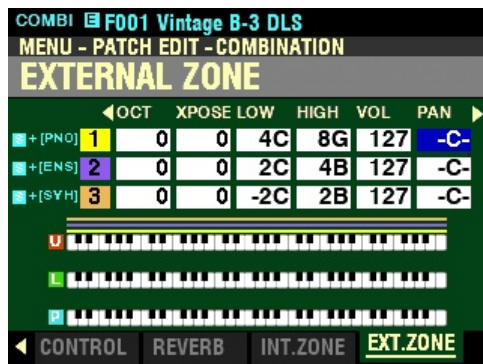 COMBI E F001 Vintage B-3 DLS
MENU - PATCH EDIT - COMBINATION
EXTERNAL ZONE
OCT XPOSE LOW HIGH VOL PAN
S + [PNO] 1 0 0 4C 8G 127 -C-
S + [ENS] 2 0 0 2C 4B 127 -C-
S + [SYH] 3 0 0 -2C 2B 127 -C-
U
L
P
CONTROL REVERB INT.ZONE EXT.ZONE